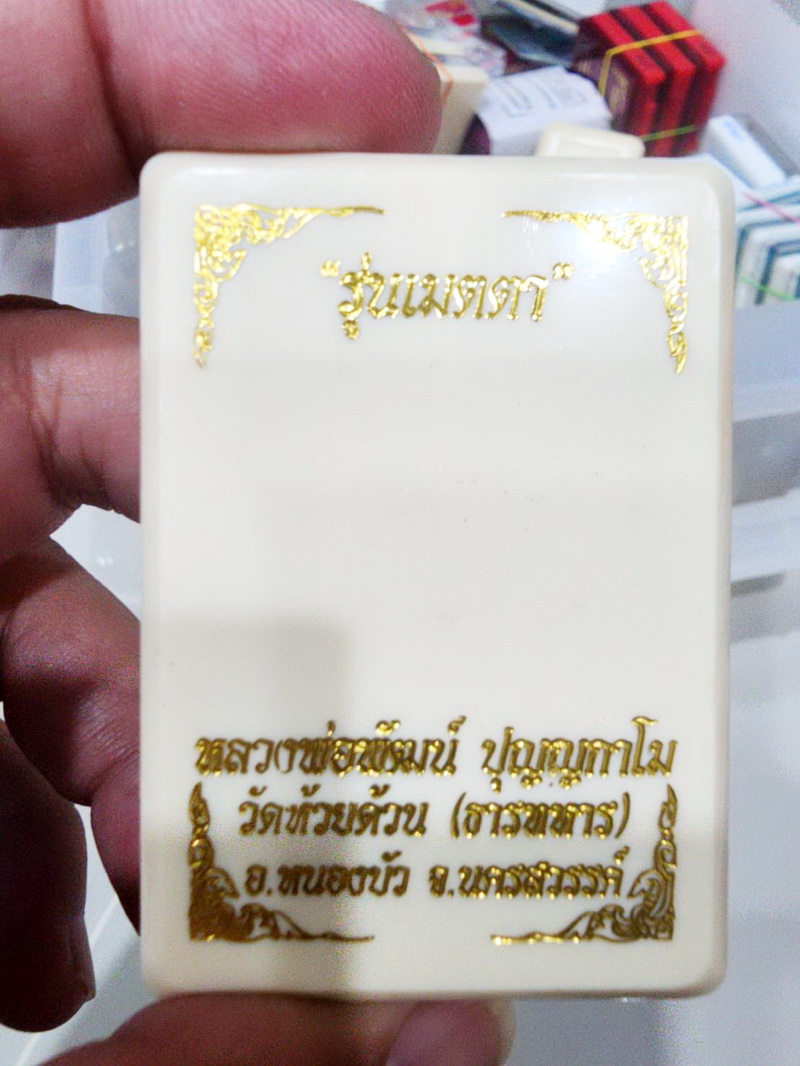 "รุ่นเมตตา"
หลวงพ่อพัฒน์ ปุญญกาโม
วัดห้วยด้วน (ธารทหาร)
อ.หนองบัว จ.นครสวรรค์